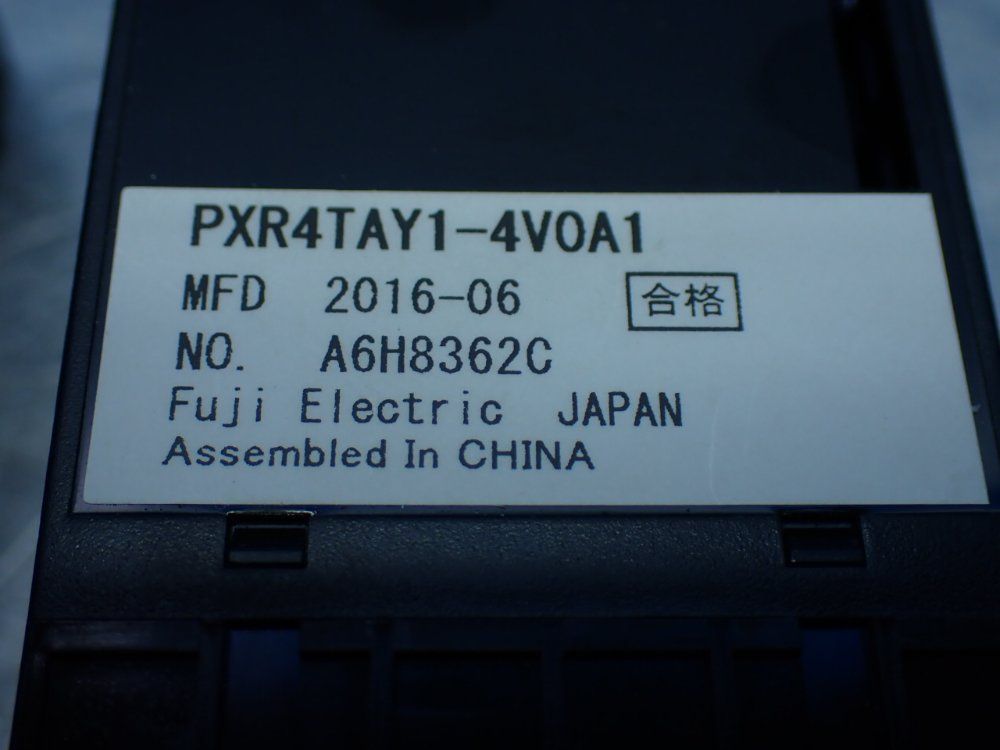 PXR4TAY1-4V0A1
MFD 2016-06 合格
NO. A6H8362C
Fuji Electric JAPAN
Assembled In CHINA